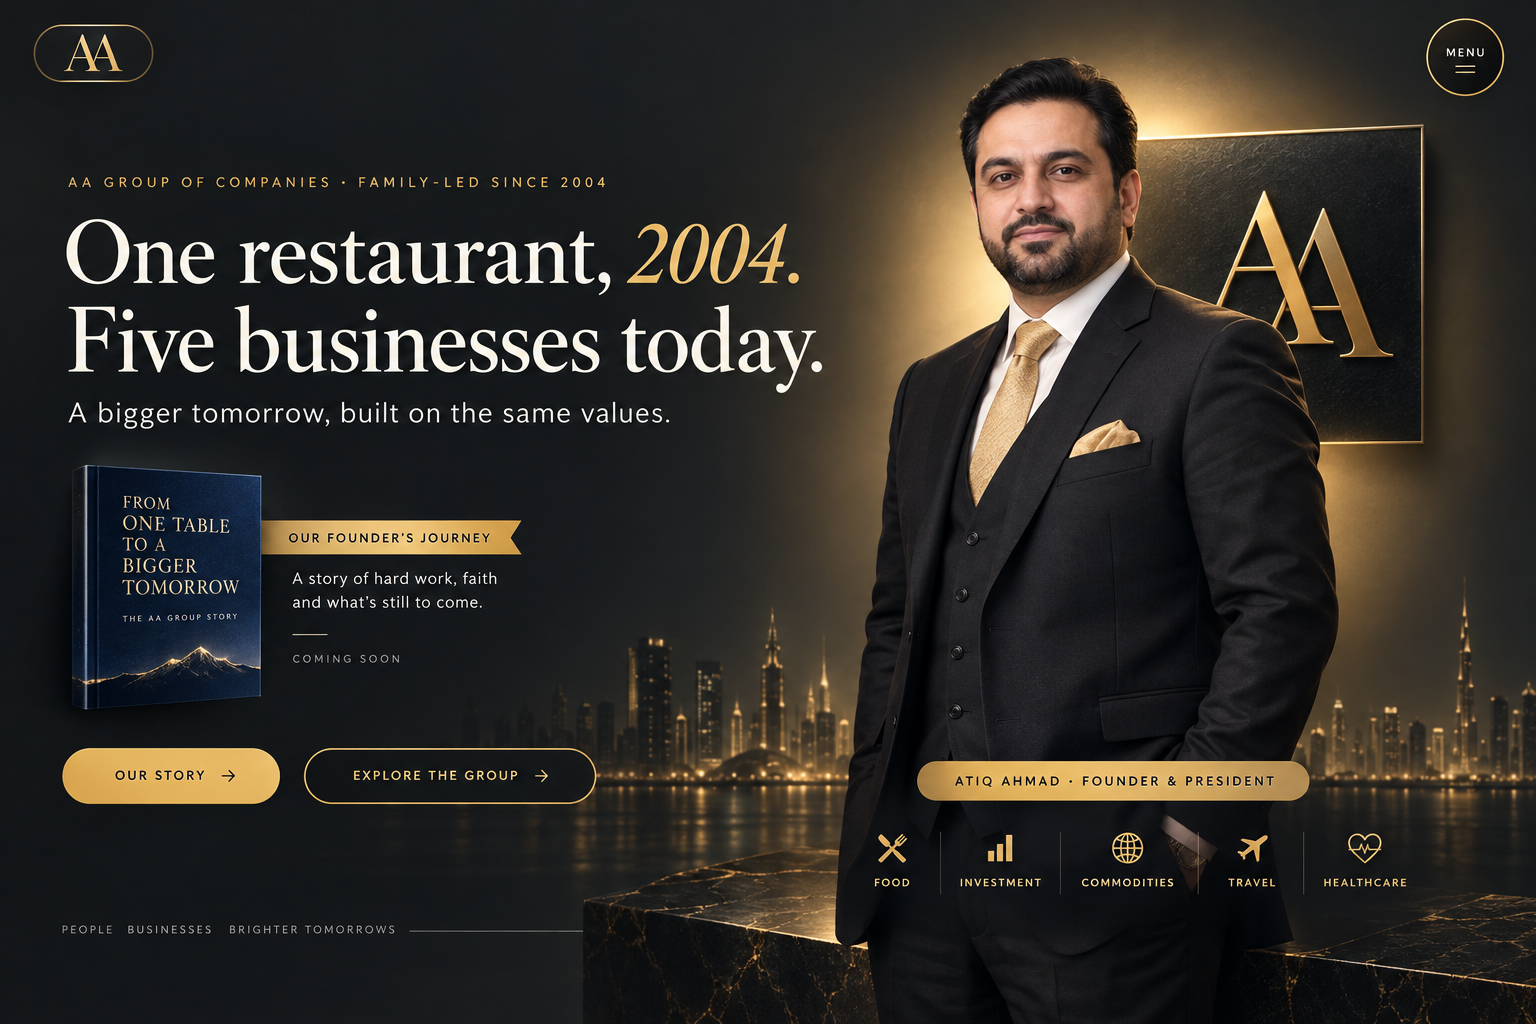 AA
MENU
AA GROUP OF COMPANIES • FAMILY-LED SINCE 2004
One restaurant, 2004.
Five businesses today.
A bigger tomorrow, built on the same values.
AA
FROM
ONE TABLE
TO A
BIGGER
TOMORROW
THE AA GROUP STORY
OUR FOUNDER'S JOURNEY
A story of hard work, faith
and what's still to come.
COMING SOON
OUR STORY →
EXPLORE THE GROUP →
ATIQ AHMAD • FOUNDER & PRESIDENT
FOOD
INVESTMENT
COMMODITIES
TRAVEL
HEALTHCARE
PEOPLE BUSINESSES BRIGHTER TOMORROWS